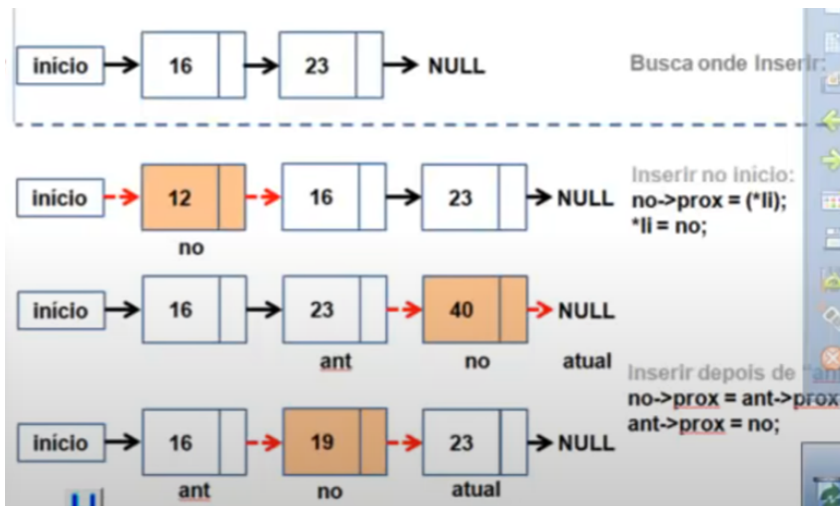 início 16 23 NULL
Busca onde Inserir:
início 12 16 23 NULL
no
Inserir no início:
no->prox = (*li);
*li = no;
início 16 23 40 NULL
ant no atual
Inserir depois de "an
no->prox = ant->prox
ant->prox = no;
início 16 19 23 NULL
ant no atual